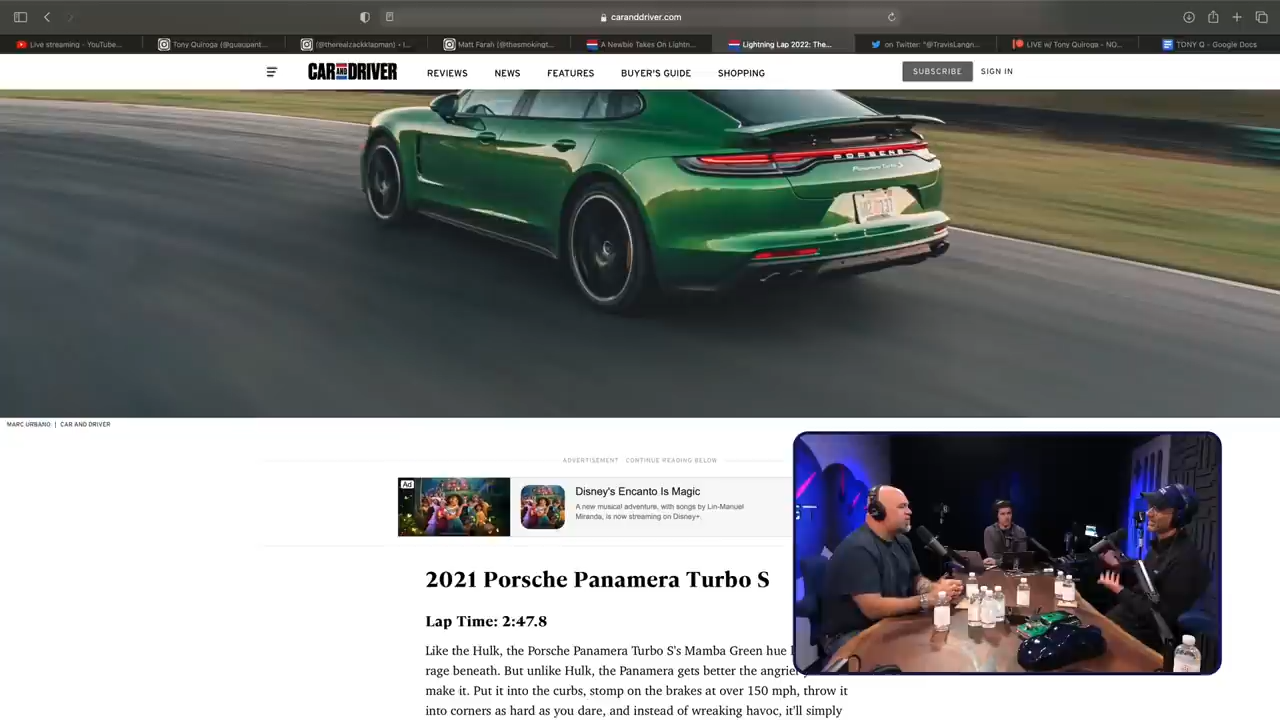 caranddriver.com
Live streaming - YouTube...
Tony Quiroga (@guapant...
(@therealzackklapman) • I...
Matt Farah (@thesmokingt...
A Newbie Takes On Lightn...
Lightning Lap 2022: The...
on Twitter: "@TravisLangn...
LIVE w/ Tony Quiroga - NO...
TONY Q - Google Docs
CAR AND DRIVER
REVIEWS
NEWS
FEATURES
BUYER'S GUIDE
SHOPPING
SUBSCRIBE
SIGN IN
PORSCHE
Panamera Turbo S
MARC URBANO | CAR AND DRIVER
ADVERTISEMENT - CONTINUE READING BELOW
Ad
Disney's Encanto Is Magic
A new musical adventure, with songs by Lin-Manuel
Miranda, is now streaming on Disney+.
2021 Porsche Panamera Turbo S
Lap Time: 2:47.8
Like the Hulk, the Porsche Panamera Turbo S's Mamba Green hue
rage beneath. But unlike Hulk, the Panamera gets better the angrier
make it. Put it into the curbs, stomp on the brakes at over 150 mph, throw it
into corners as hard as you dare, and instead of wreaking havoc, it'll simply